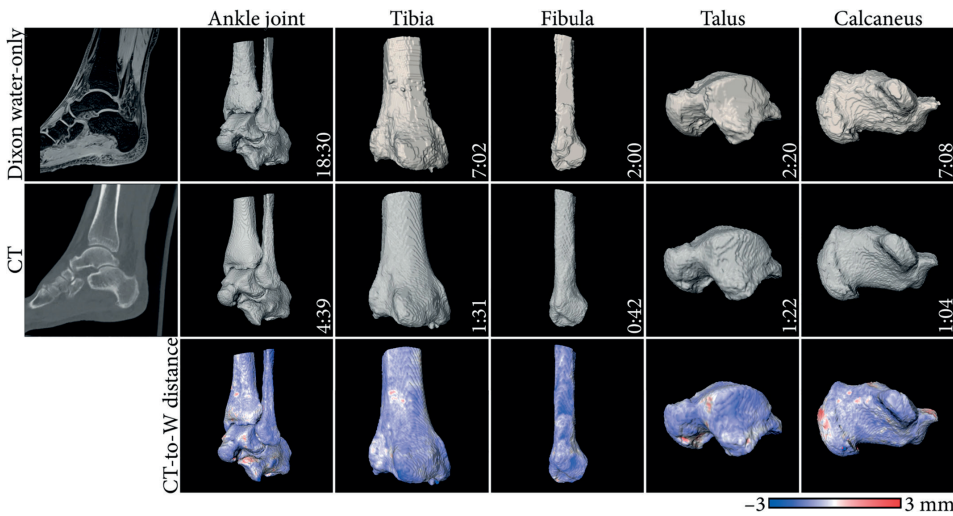 Ankle joint Tibia Fibula Talus Calcaneus
Dixon water-only
18:30 7:02 2:00 2:20 7:08
CT
4:39 1:31 0:42 1:22 1:04
CT-to-W distance
–3 3 mm